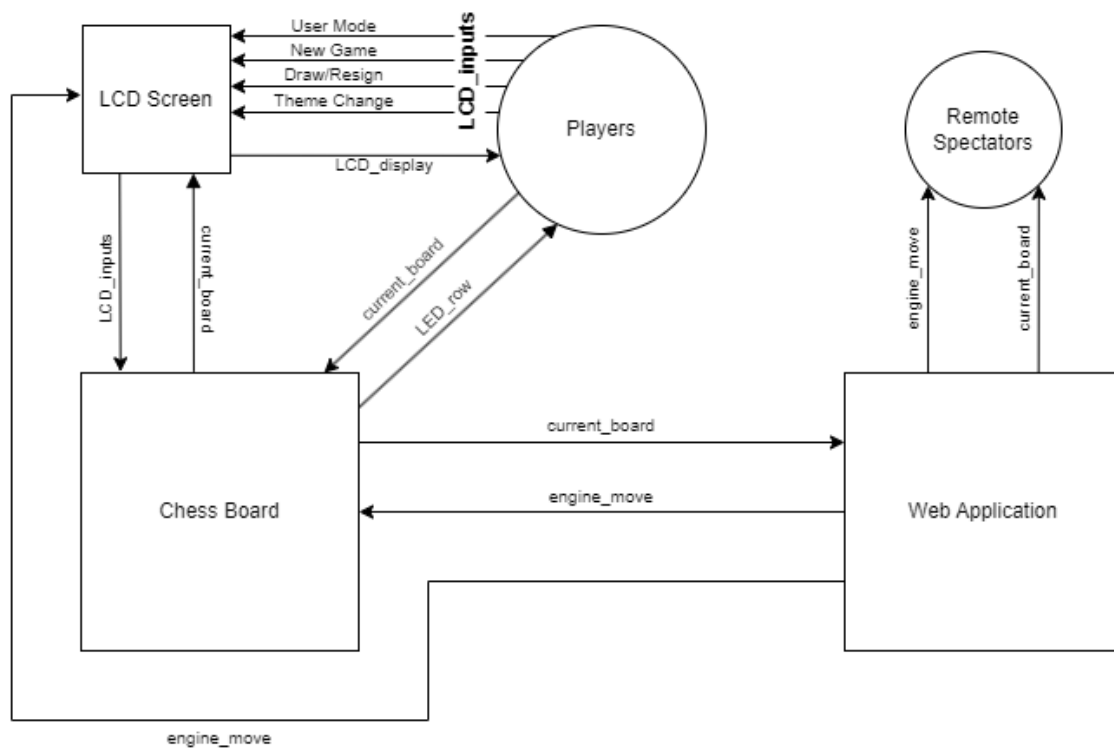 User Mode
New Game
Draw/Resign
Theme Change
LCD_inputs
LCD Screen
Players
Remote
Spectators
LCD_display
LCD_inputs
current_board
current_board
LED_row
engine_move
current_board
current_board
engine_move
Chess Board
Web Application
engine_move